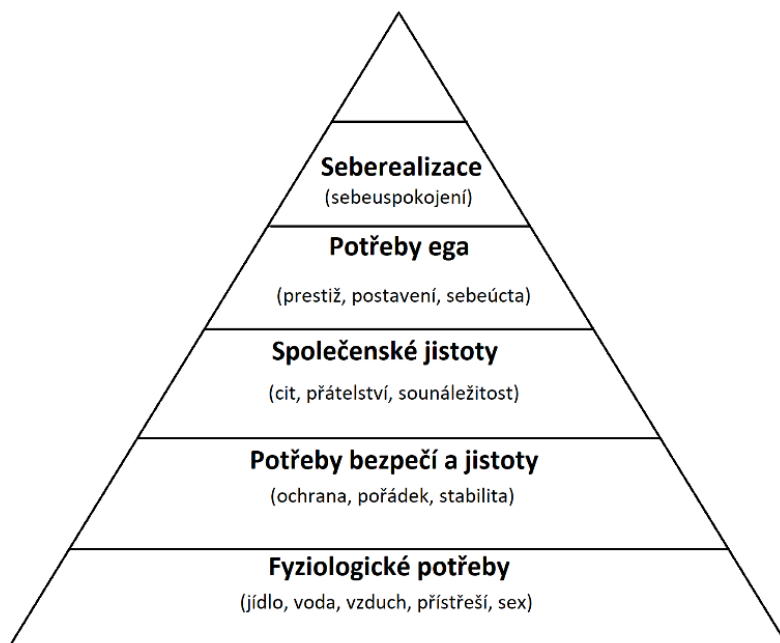 Seberealizace
(sebeuspokojení)
Potřeby ega
(prestiž, postavení, sebeúcta)
Společenské jistoty
(cit, přátelství, sounáležitost)
Potřeby bezpečí a jistoty
(ochrana, pořádek, stabilita)
Fyziologické potřeby
(jídlo, voda, vzduch, přístřeší, sex)